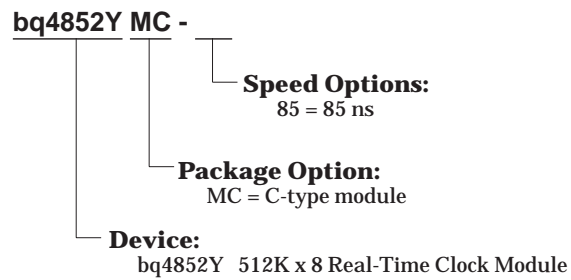 bq4852Y MC -
Speed Options:
85 = 85 ns
Package Option:
MC = C-type module
Device:
bq4852Y 512K x 8 Real-Time Clock Module